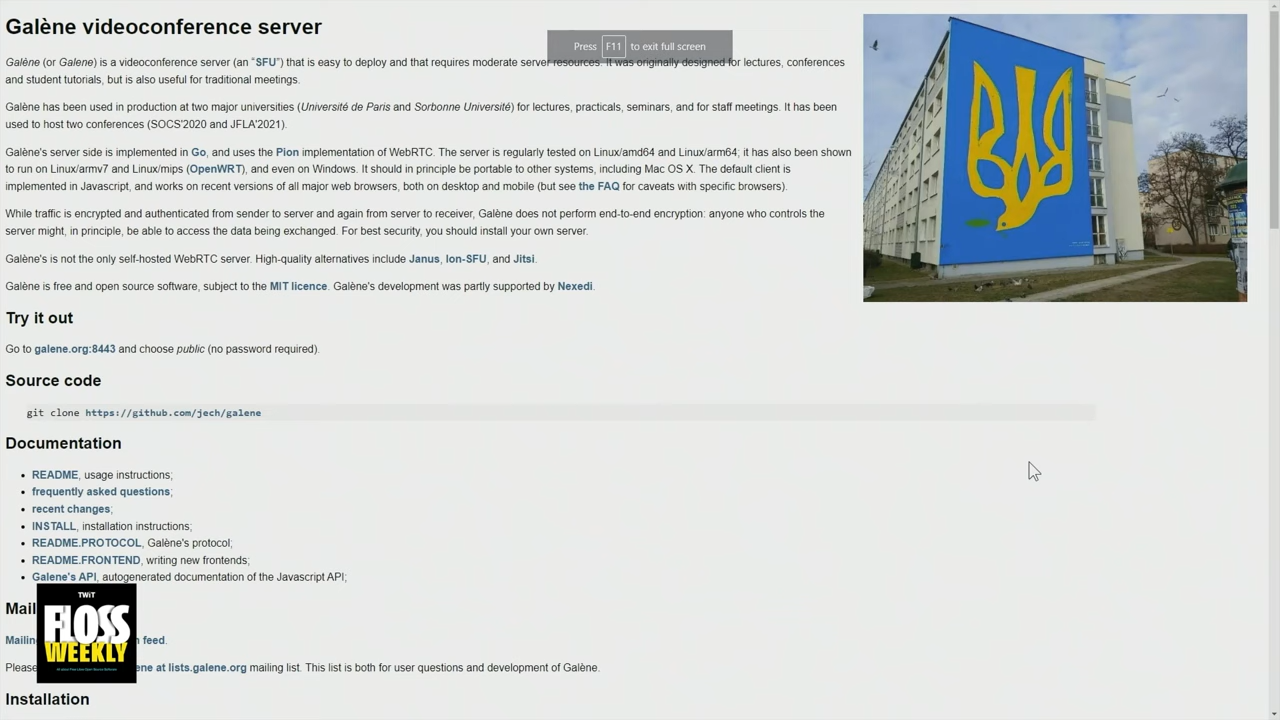 Galène videoconference server
Press F11 to exit full screen
Galène (or Galene) is a videoconference server (an "SFU") that is easy to deploy and that requires moderate server resources. It was originally designed for lectures, conferences
and student tutorials, but is also useful for traditional meetings.
Galène has been used in production at two major universities (Université de Paris and Sorbonne Université) for lectures, practicals, seminars, and for staff meetings. It has been
used to host two conferences (SOCS'2020 and JFLA'2021).
Galène's server side is implemented in Go, and uses the Pion implementation of WebRTC. The server is regularly tested on Linux/amd64 and Linux/arm64; it has also been shown
to run on Linux/armv7 and Linux/mips (OpenWRT), and even on Windows. It should in principle be portable to other systems, including Mac OS X. The default client is
implemented in Javascript, and works on recent versions of all major web browsers, both on desktop and mobile (but see the FAQ for caveats with specific browsers).
While traffic is encrypted and authenticated from sender to server and again from server to receiver, Galène does not perform end-to-end encryption: anyone who controls the
server might, in principle, be able to access the data being exchanged. For best security, you should install your own server.
Galène's is not the only self-hosted WebRTC server. High-quality alternatives include Janus, Ion-SFU, and Jitsi.
Galène is free and open source software, subject to the MIT licence. Galène's development was partly supported by Nexedi.
Try it out
Go to galene.org:8443 and choose public (no password required).
Source code
git clone https://github.com/jech/galene
Documentation
• README, usage instructions;
• frequently asked questions;
• recent changes;
• INSTALL, installation instructions;
• README.PROTOCOL, Galène's protocol;
• README.FRONTEND, writing new frontends;
• Galene's API, autogenerated documentation of the Javascript API;
Mail
Mailin feed.
Please ene at lists.galene.org mailing list. This list is both for user questions and development of Galène.
TWiT
FLOSS
WEEKLY
Installation